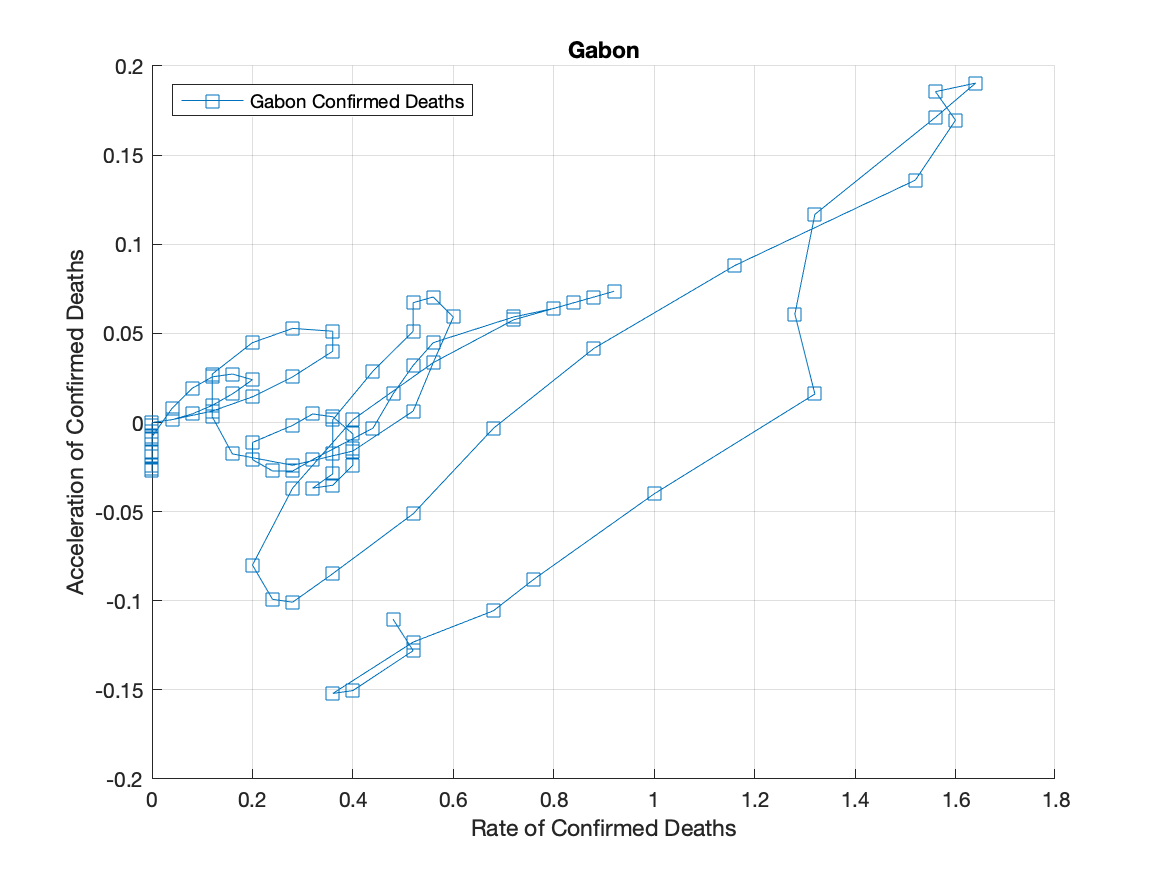 Gabon
Gabon Confirmed Deaths
0.2
0.15
0.1
0.05
0
-0.05
-0.1
-0.15
-0.2
Acceleration of Confirmed Deaths
0 0.2 0.4 0.6 0.8 1 1.2 1.4 1.6 1.8
Rate of Confirmed Deaths